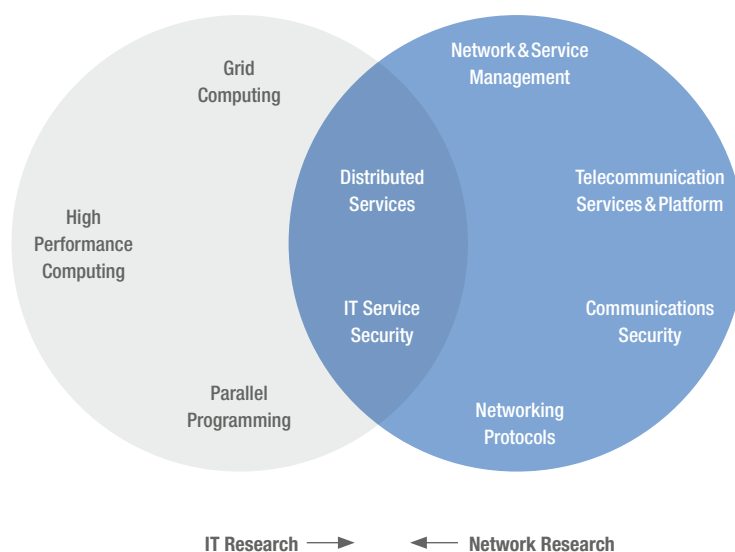 Grid
Computing
Network & Service
Management
Distributed
Services
Telecommunication
Services & Platform
High
Performance
Computing
IT Service
Security
Communications
Security
Parallel
Programming
Networking
Protocols
IT Research
Network Research